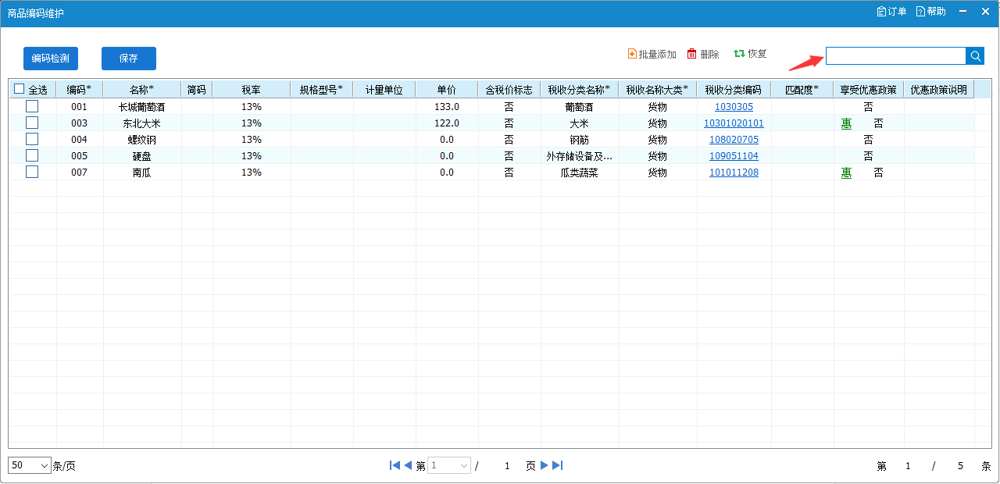 商品编码维护 订单 帮助
编码检测 保存 批量添加 删除 恢复
全选 编码* 名称* 简码 税率 规格型号* 计量单位 单价 含税价标志 税收分类名称* 税收名称大类* 税收分类编码 匹配度* 享受优惠政策 优惠政策说明
001 长城葡萄酒 13% 133.0 否 葡萄酒 货物 1030305 否
003 东北大米 13% 122.0 否 大米 货物 10301020101 惠 否
004 螺纹钢 13% 0.0 否 钢筋 货物 108020705 否
005 硬盘 13% 0.0 否 外存储设备及... 货物 109051104 否
007 南瓜 13% 0.0 否 瓜类蔬菜 货物 101011208 惠 否
50 条/页 第 1 / 1 页 第 1 / 5 条